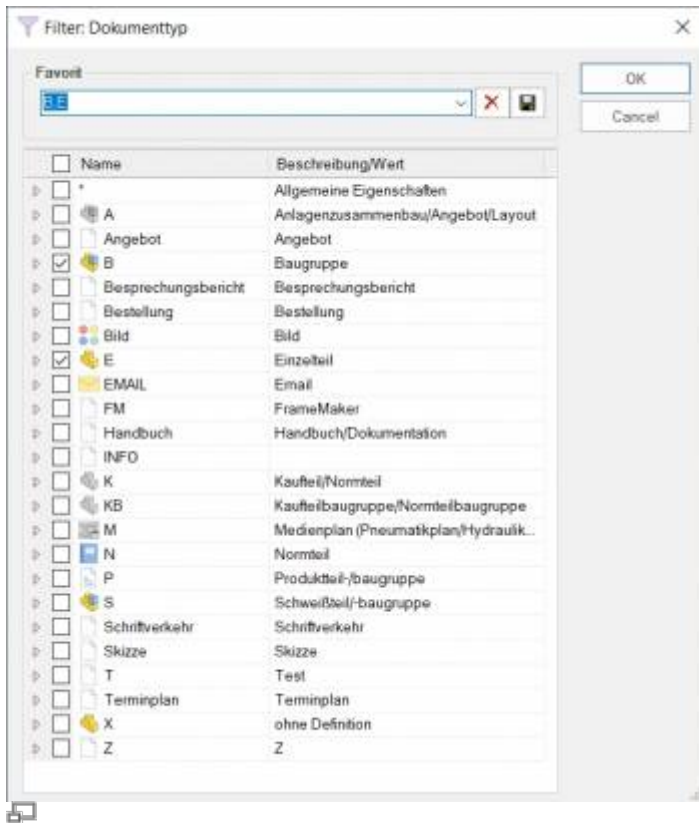 Filter: Dokumenttyp
Favorit
B;E
OK
Cancel
Name Beschreibung/Wert
* Allgemeine Eigenschaften
A Anlagenzusammenbau/Angebot/Layout
Angebot Angebot
B Baugruppe
Besprechungsbericht Besprechungsbericht
Bestellung Bestellung
Bild Bild
E Einzelteil
EMAIL Email
FM FrameMaker
Handbuch Handbuch/Dokumentation
INFO
K Kaufteil/Normteil
KB Kaufteilbaugruppe/Normteilbaugruppe
M Medienplan (Pneumatikplan/Hydraulik...
N Normteil
P Produktteil-/baugruppe
S Schweißteil/-baugruppe
Schriftverkehr Schriftverkehr
Skizze Skizze
T Test
Terminplan Terminplan
X ohne Definition
Z Z